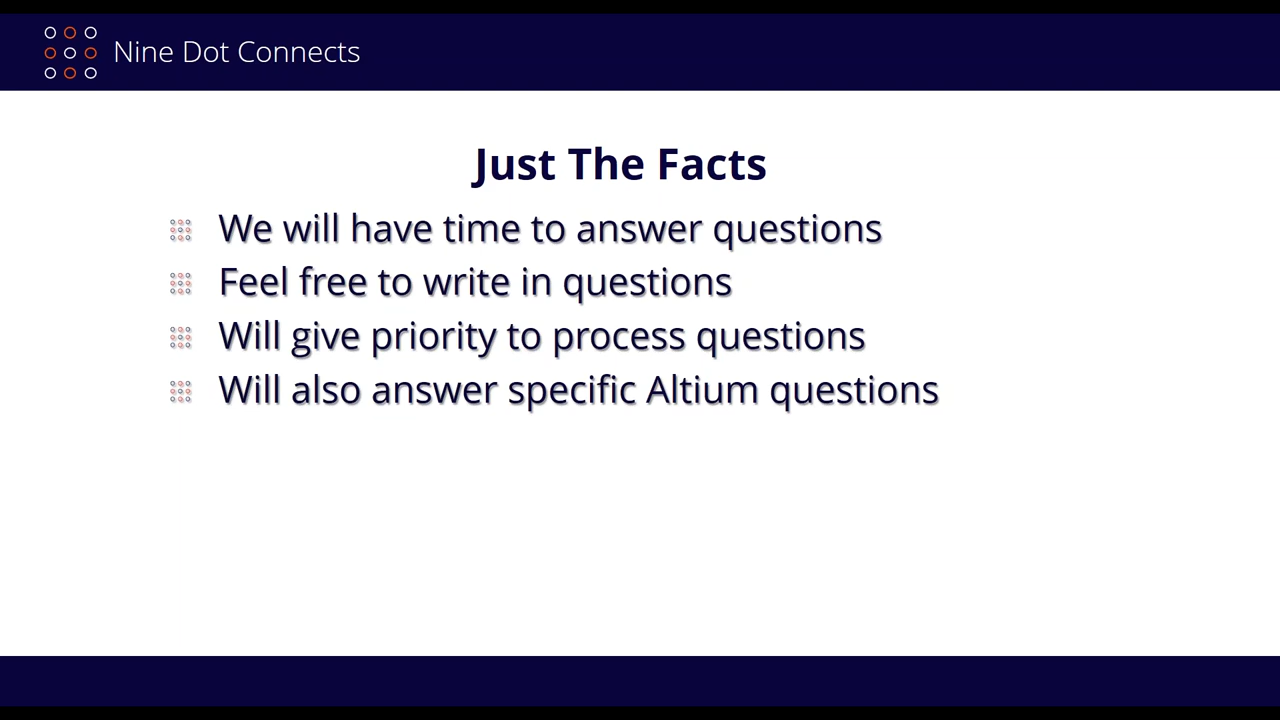 Nine Dot Connects
Just The Facts
We will have time to answer questions
Feel free to write in questions
Will give priority to process questions
Will also answer specific Altium questions